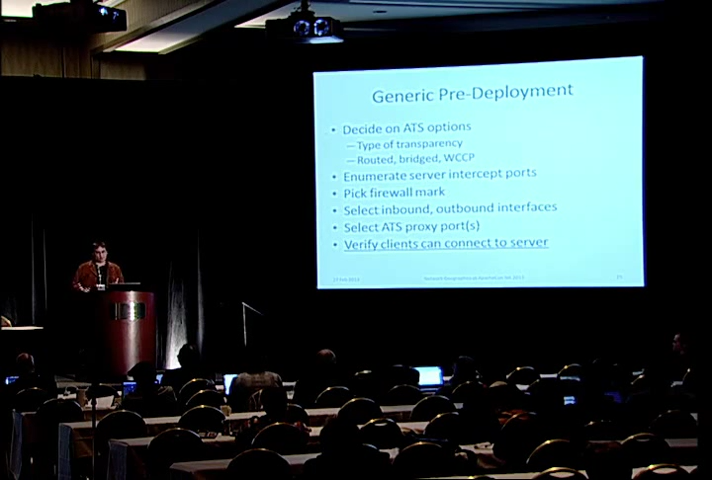 Generic Pre-Deployment
• Decide on ATS options
—Type of transparency
—Routed, bridged, WCCP
• Enumerate server intercept ports
• Pick firewall mark
• Select inbound, outbound interfaces
• Select ATS proxy port(s)
• Verify clients can connect to server